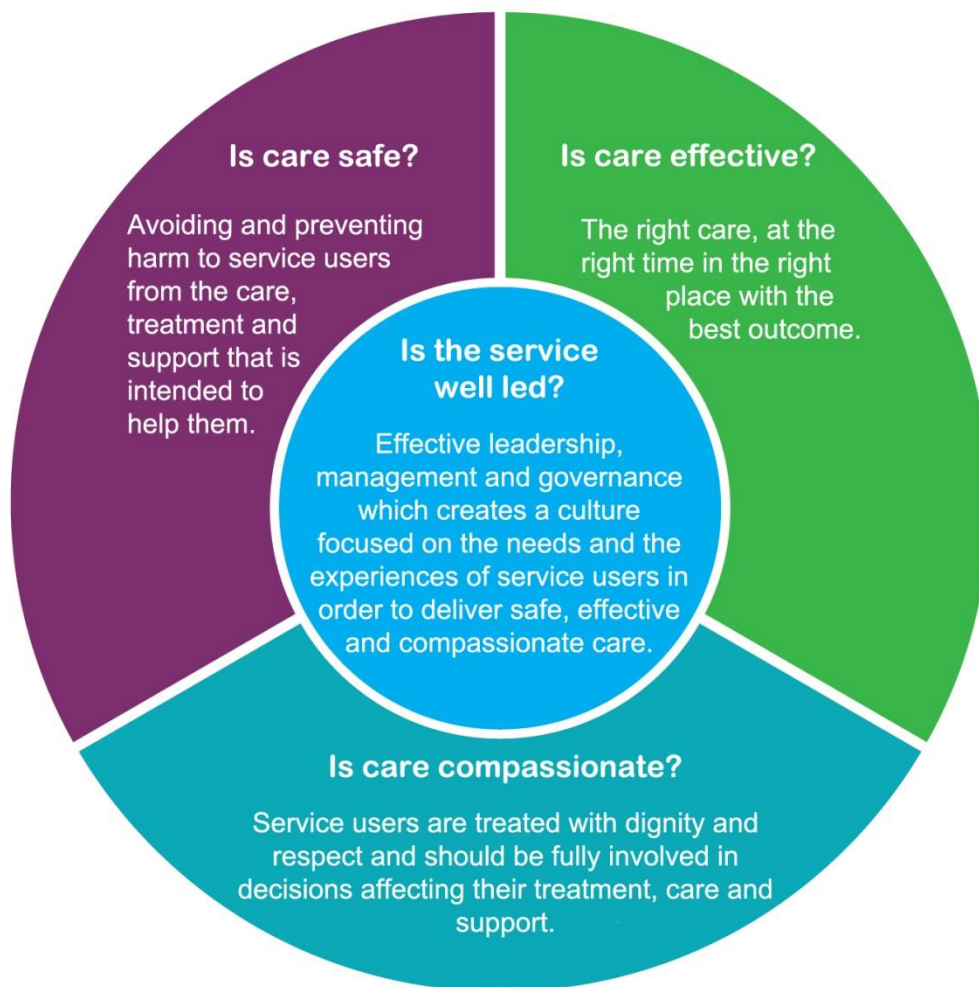 Is care safe?
Avoiding and preventing
harm to service users
from the care,
treatment and
support that is
intended to
help them.
Is care effective?
The right care, at the
right time in the right
place with the
best outcome.
Is the service
well led?
Effective leadership,
management and governance
which creates a culture
focused on the needs and the
experiences of service users in
order to deliver safe, effective
and compassionate care.
Is care compassionate?
Service users are treated with dignity and
respect and should be fully involved in
decisions affecting their treatment, care and
support.